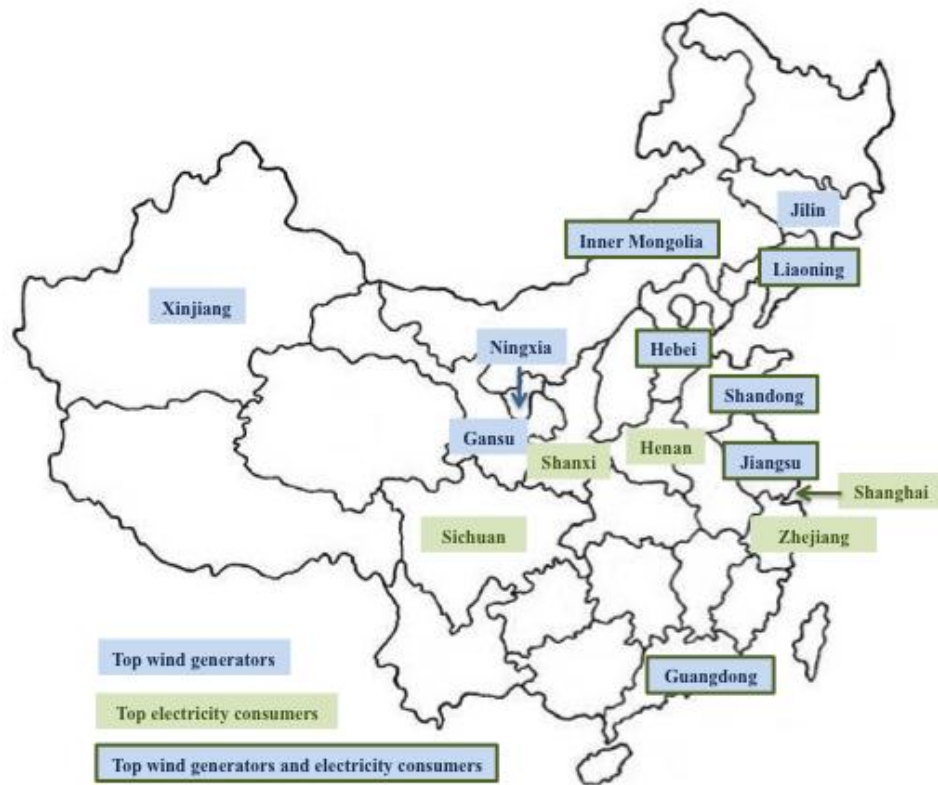 Jilin
Inner Mongolia
Liaoning
Xinjiang
Ningxia
Hebei
Shandong
Gansu
Henan
Shanxi
Jiangsu
Shanghai
Sichuan
Zhejiang
Top wind generators
Guangdong
Top electricity consumers
Top wind generators and electricity consumers